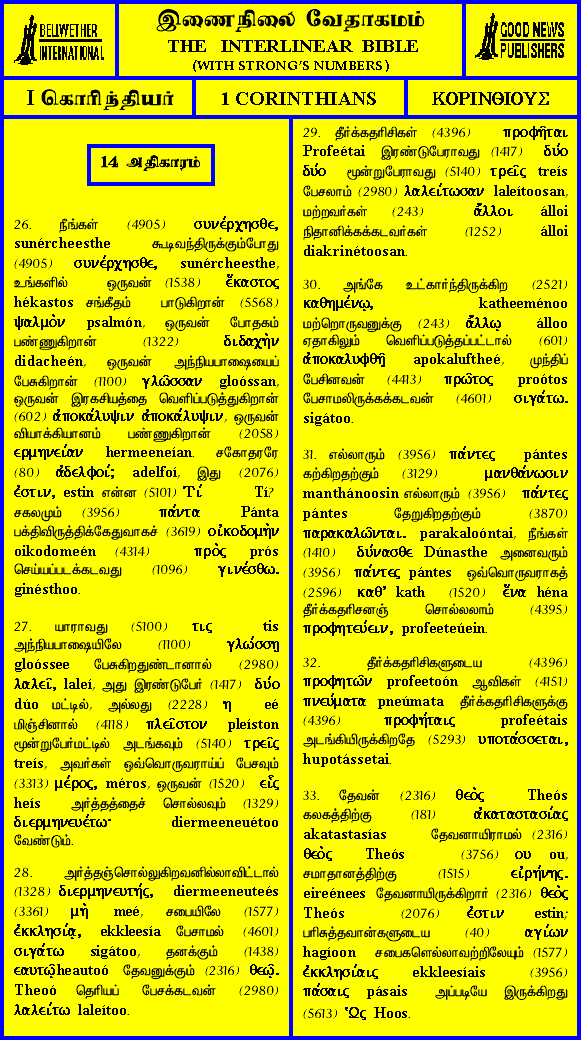 BELLWETHER
INTERNATIONAL
இணைநிலை வேதாகமம்
THE INTERLINEAR BIBLE
(WITH STRONG'S NUMBERS)
GOOD NEWS
PUBLISHERS
I கொரிந்தியர்
1 CORINTHIANS
ΚΟΡΙΝΘΙΟΥΣ
14 அதிகாரம்
26. நீங்கள் (4905) συνέρχησθε,
sunércheesthe கூடிவந்திருக்கும்போது
(4905) συνέρχησθε, sunércheesthe,
உங்களில் ஒருவன் (1538) ἕκαστος
hékastos சங்கீதம் பாடுகிறான் (5568)
ψαλμὸν psalmón, ஒருவன் போதகம்
பண்ணுகிறான் (1322) διδαχὴν
didacheén, ஒருவன் அந்நியபாஷையைப்
பேசுகிறான் (1100) γλῶσσαν gloóssan,
ஒருவன் இரகசியத்தை வெளிப்படுத்துகிறான்
(602) ἀποκάλυψιν ἀποκάλυψιν, ஒருவன்
வியாக்கியானம் பண்ணுகிறான் (2058)
ερμηνείαν hermeeneían. சகோதரரே
(80) ἀδελφοί; adelfoí, இது (2076)
ἐστιν, estin என்ன (5101) Τί Tí?
சகலமும் (3956) πάντα Pánta
பக்திவிருத்திக்கேதுவாகச் (3619) οἰκοδομὴν
oikodomeén (4314) πρὸς prós
செய்யப்படக்கடவது (1096) γινέσθω.
ginésthoo.
27. யாராவது (5100) τις tis
அந்நியபாஷையிலே (1100) γλώσσῃ
gloóssee பேசுகிறதுண்டானால் (2980)
λαλεῖ, laleí, அது இரண்டுபேர் (1417) δύο
dúo மட்டில், அல்லது (2228) η eé
மிஞ்சினால் (4118) πλεῖστον pleíston
மூன்றுபேர்மட்டில் அடங்கவும் (5140) τρεῖς
treís, அவர்கள் ஒவ்வொருவராய்ப் பேசவும்
(3313) μέρος, méros, ஒருவன் (1520) εἷς
heís அர்த்தத்தைச் சொல்லவும் (1329)
διερμηνευέτω· diermeeneuétoo
வேண்டும்.
28. அர்த்தஞ்சொல்லுகிறவனில்லாவிட்டால்
(1328) διερμηνευτής, diermeeneuteés
(3361) μὴ meé, சபையிலே (1577)
ἐκκλησίᾳ, ekkleesía பேசாமல் (4601)
σιγάτω sigátoo, தனக்கும் (1438)
εαυτῷheautoó தேவனுக்கும் (2316) θεῷ.
Theoó தெரியப் பேசக்கடவன் (2980)
λαλείτω laleítoo.
29. தீர்க்கதரிசிகள் (4396) προφῆται
Profeétai இரண்டுபேராவது (1417) δύο
δύο மூன்றுபேராவது (5140) τρεῖς treís
பேசலாம் (2980) λαλείτωσαν laleítoosan,
மற்றவர்கள் (243) ἄλλοι álloi
நிதானிக்கக்கடவர்கள் (1252) álloi
diakrinétoosan.
30. அங்கே உட்கார்ந்திருக்கிற (2521)
καθημένῳ, katheeménoo
மற்றொருவனுக்கு (243) ἄλλῳ álloo
ஏதாகிலும் வெளிப்படுத்தப்பட்டால் (601)
ἀποκαλυφθῇ apokaluftheé, முந்திப்
பேசினவன் (4413) πρῶτος proótos
பேசாமலிருக்கக்கடவன் (4601) σιγάτω.
sigátoo.
31. எல்லாரும் (3956) πάντες pántes
கற்கிறதற்கும் (3129) μανθάνωσιν
manthánoosin எல்லாரும் (3956) πάντες
pántes தேறுகிறதற்கும் (3870)
παρακαλῶνται. parakaloóntai, நீங்கள்
(1410) δύνασθε Dúnasthe அனைவரும்
(3956) πάντες pántes ஒவ்வொருவராகத்
(2596) καθ' kath (1520) ἕνα héna
தீர்க்கதரிசனஞ் சொல்லலாம் (4395)
προφητεύειν, profeeteúein.
32. தீர்க்கதரிசிகளுடைய (4396)
προφητῶν profeetoón ஆவிகள் (4151)
πνεύματα pneúmata தீர்க்கதரிசிகளுக்கு
(4396) προφήταις profeétais
அடங்கியிருக்கிறதே (5293) υποτάσσεται,
hupotássetai.
33. தேவன் (2316) θεὸς Theós
கலகத்திற்கு (181) ἀκαταστασίας
akatastasías தேவனாயிராமல் (2316)
θεὸς Theós (3756) ου ou,
சமாதானத்திற்கு (1515) εἰρήνης.
eireénees தேவனாயிருக்கிறார் (2316) θεὸς
Theós (2076) ἐστιν estin;
பரிசுத்தவான்களுடைய (40) αγίων
hagíoon சபைகளெல்லாவற்றிலேயும் (1577)
ἐκκλησίαις ekkleesíais (3956)
πάσαις pásais அப்படியே இருக்கிறது
(5613) Ὡς Hoos.